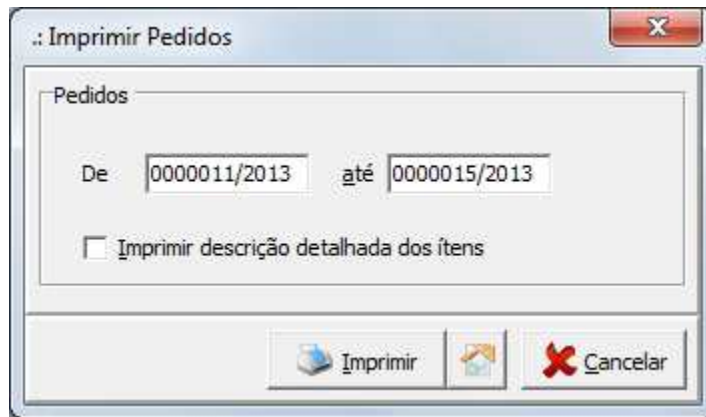 .: Imprimir Pedidos
Pedidos
De 0000011/2013 até 0000015/2013
Imprimir descrição detalhada dos ítens
Imprimir Cancelar